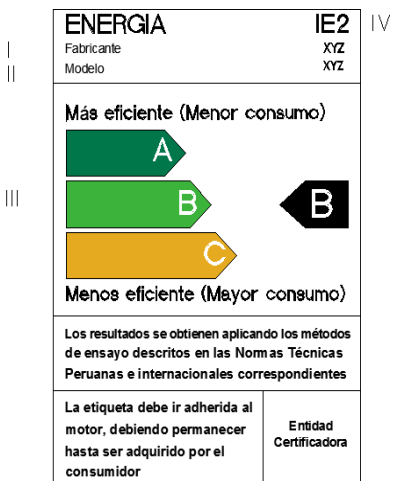 ENERGIA IE2 IV
I Fabricante XYZ
II Modelo XYZ
Más eficiente (Menor consumo)
A
III B B
C
Menos eficiente (Mayor consumo)
Los resultados se obtienen aplicando los métodos
de ensayo descritos en las Normas Técnicas
Peruanas e internacionales correspondientes
La etiqueta debe ir adherida al
motor, debiendo permanecer
hasta ser adquirido por el
consumidor
Entidad
Certificadora